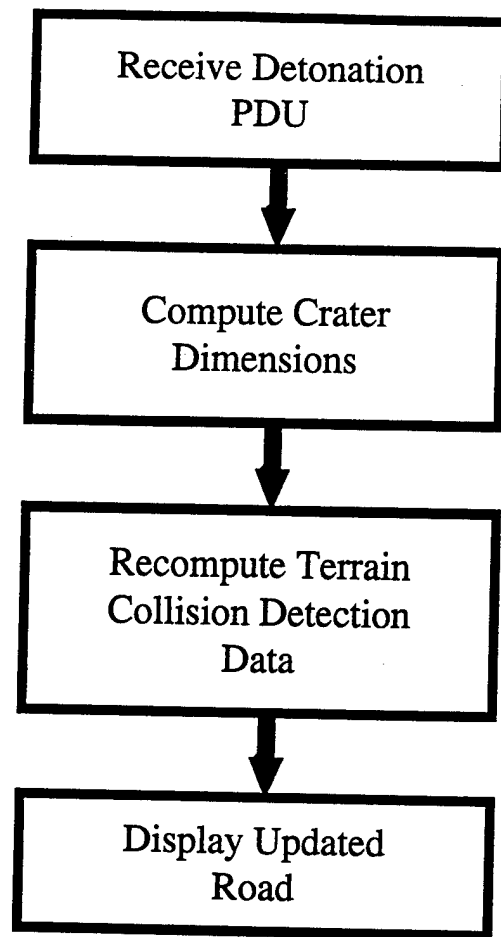 Receive Detonation
PDU
Compute Crater
Dimensions
Recompute Terrain
Collision Detection
Data
Display Updated
Road